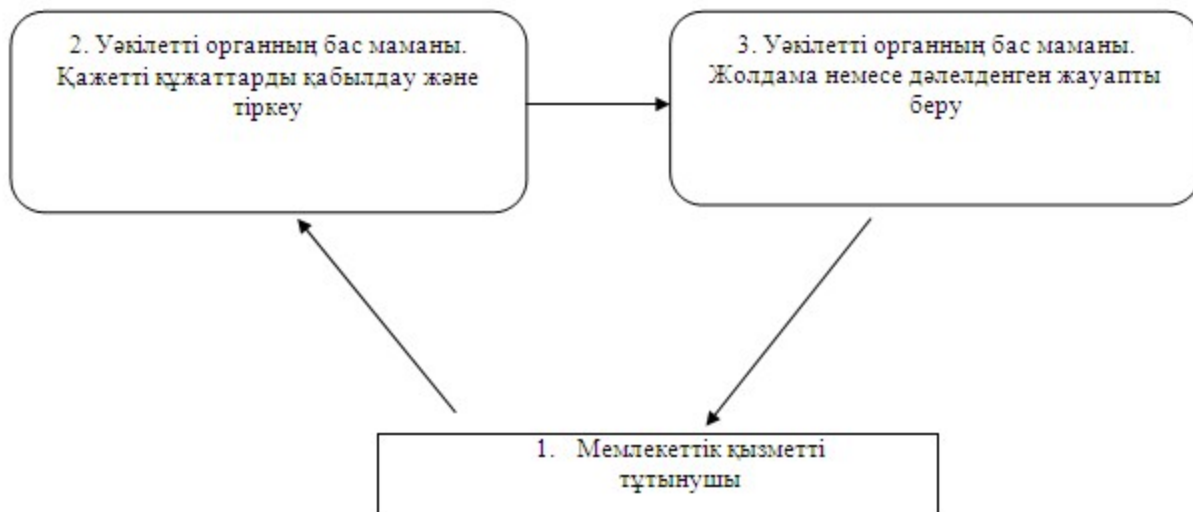 2. Уәкілетті органның бас маманы.
Қажетті құжаттарды қабылдау және
тіркеу
3. Уәкілетті органның бас маманы.
Жолдама немесе дәлелденген жауапты
беру
1. Мемлекеттік қызметті
тұтынушы